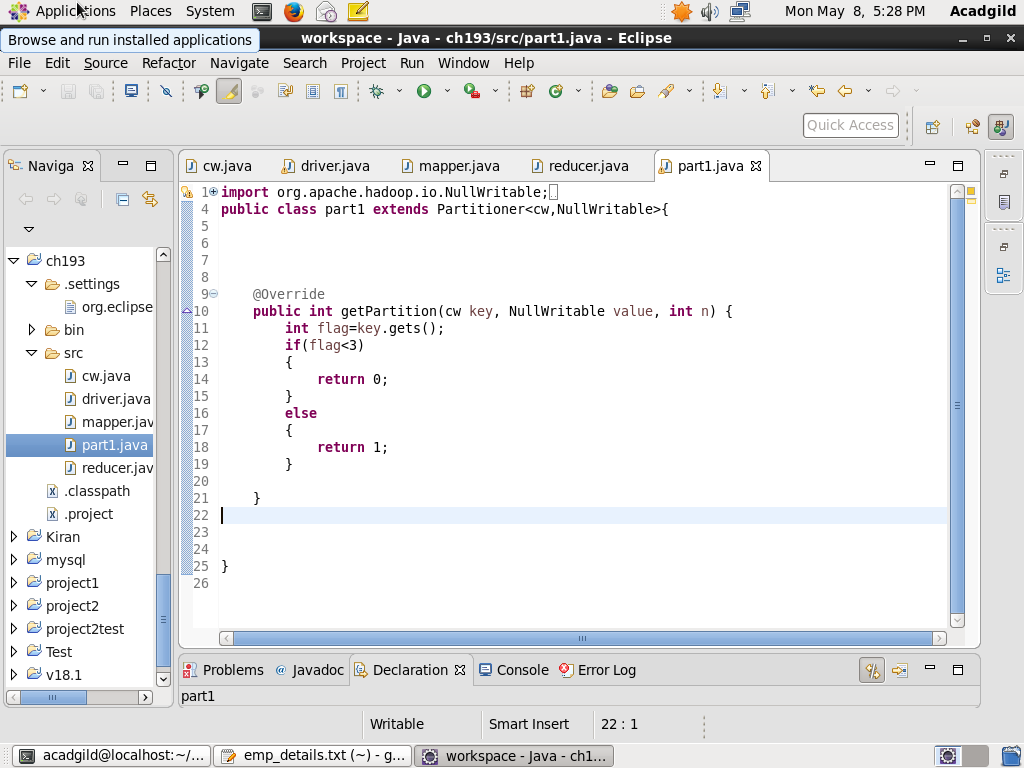 Applications Places System Mon May 8, 5:28 PM Acadgild
Browse and run installed applications
workspace - Java - ch193/src/part1.java - Eclipse
File Edit Source Refactor Navigate Search Project Run Window Help
Quick Access
Naviga
cw.java driver.java mapper.java reducer.java part1.java
ch193
.settings
org.eclipse
bin
src
cw.java
driver.java
mapper.jav
part1.java
reducer.jav
.classpath
.project
Kiran
mysql
project1
project2
project2test
Test
v18.1
1 import org.apache.hadoop.io.NullWritable;
4 public class part1 extends Partitioner<cw,NullWritable>{
5
6
7
8
9 @Override
10 public int getPartition(cw key, NullWritable value, int n) {
11 int flag=key.gets();
12 if(flag<3)
13 {
14 return 0;
15 }
16 else
17 {
18 return 1;
19 }
20
21 }
22
23
24
25 }
26
Problems @ Javadoc Declaration Console Error Log
part1
Writable Smart Insert 22 : 1
acadgild@localhost:~/... emp_details.txt (~) - g... workspace - Java - ch1...